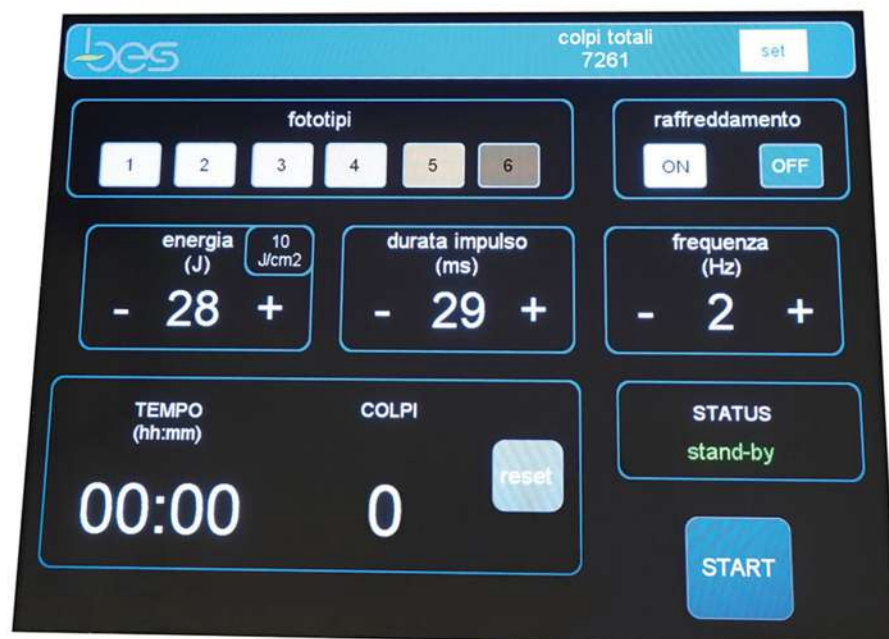 bes
colpi totali
7261
set
fototipi
1 2 3 4 5 6
raffreddamento
ON OFF
energia
(J)
10
J/cm2
- 28 +
durata impulso
(ms)
- 29 +
frequenza
(Hz)
- 2 +
TEMPO
(hh:mm)
00:00
COLPI
0
reset
STATUS
stand-by
START